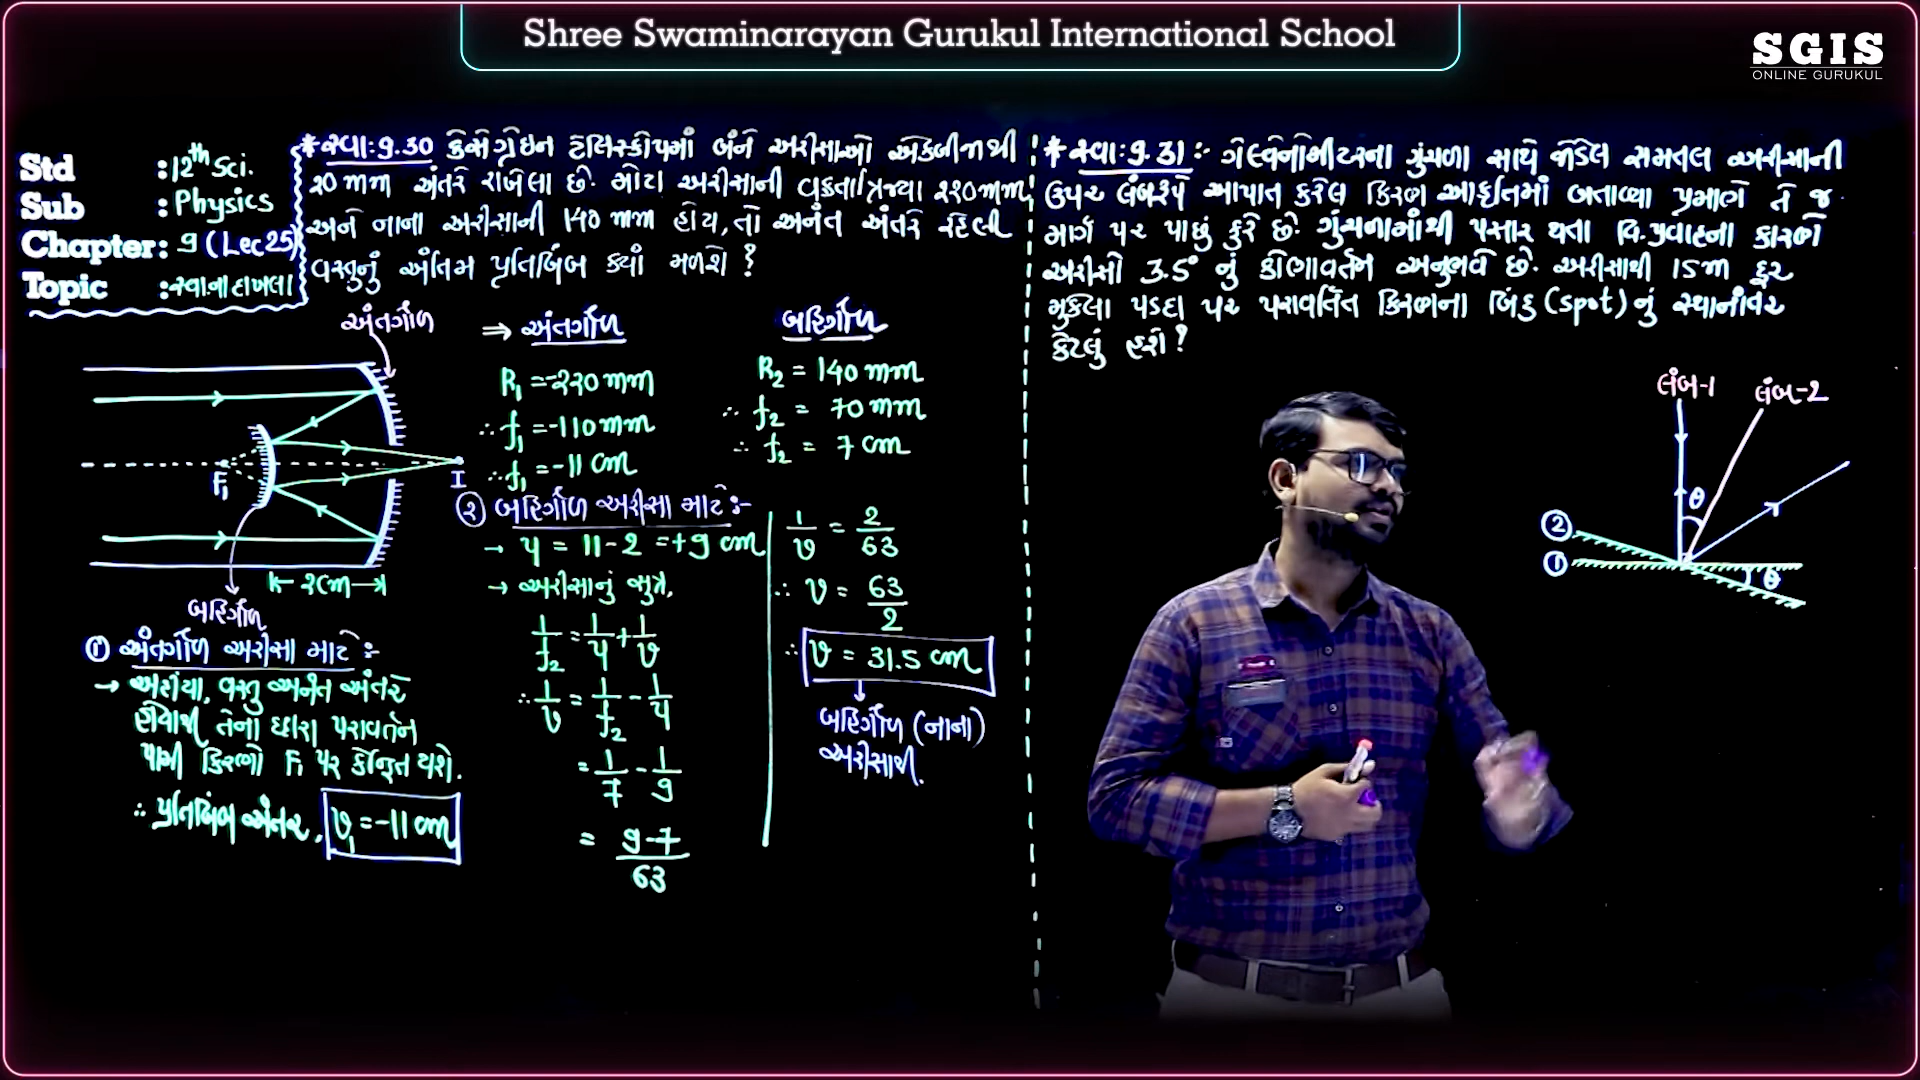 Shree Swaminarayan Gurukul International School
SGIS
ONLINE GURUKUL
Std : 12th Sci.
Sub : Physics
Chapter: 9 (Lec 25)
Topic : સ્વા.ના દાખલા
* સ્વા:9.30 કેસેગ્રેઇન ટેલિસ્કોપમાં બંને અરીસાઓ એકબીજાથી
20 mm અંતરે રાખેલા છે. મોટા અરીસાની વક્રતાત્રિજ્યા 220mm
અને નાના અરીસાની 140 mm હોય, તો અનંત અંતરે રહેલી
વસ્તુનું અંતિમ પ્રતિબિંબ ક્યાં મળશે ?
અંતર્ગોળ
F₁
I
k- 2cm -->
બહિર્ગોળ
① અંતર્ગોળ અરીસા માટે :-
→ અહીંયા, વસ્તુ અનંત અંતરે
હોવાથી તેના દ્વારા પરાવર્તન
પામી કિરણો F₁ પર કેન્દ્રિત થશે.
∴ પ્રતિબિંબ અંતર, v₁ = -11 cm
⇒ અંતર્ગોળ
R₁ = -220 mm
∴ f₁ = -110 mm
∴ f₁ = -11 cm
બહિર્ગોળ
R₂ = 140 mm
∴ f₂ = 70 mm
∴ f₂ = 7 cm
② બહિર્ગોળ અરીસા માટે :-
→ u = 11 - 2 = +9 cm
→ અરીસાનું સુત્ર,
1/f₂ = 1/u + 1/v
∴ 1/v = 1/f₂ - 1/u
= 1/7 - 1/9
= 9-7/63
1/v = 2/63
∴ v = 63/2
∴ v = 31.5 cm
બહિર્ગોળ (નાના)
અરીસાથી.
* સ્વા:9.31 :- ગેલ્વેનોમીટરના ગુંચળા સાથે જોડેલ સમતલ અરીસાની
ઉપર લંબરૂપે આપાત કરેલ કિરણ આકૃતિમાં બતાવ્યા પ્રમાણે તે જ
માર્ગ પર પાછું ફરે છે. ગુંચળામાંથી પસાર થતા વિ.પ્રવાહના કારણે
અરીસો 3.5° નું કોણાવર્તન અનુભવે છે. અરીસાથી 15m દૂર
મુકેલા પડદા પર પરાવર્તિત કિરણના બિંદુ (spot) નું સ્થાનાંતર
કેટલું હશે ?
લંબ-1
લંબ-2
θ
②
①
θ